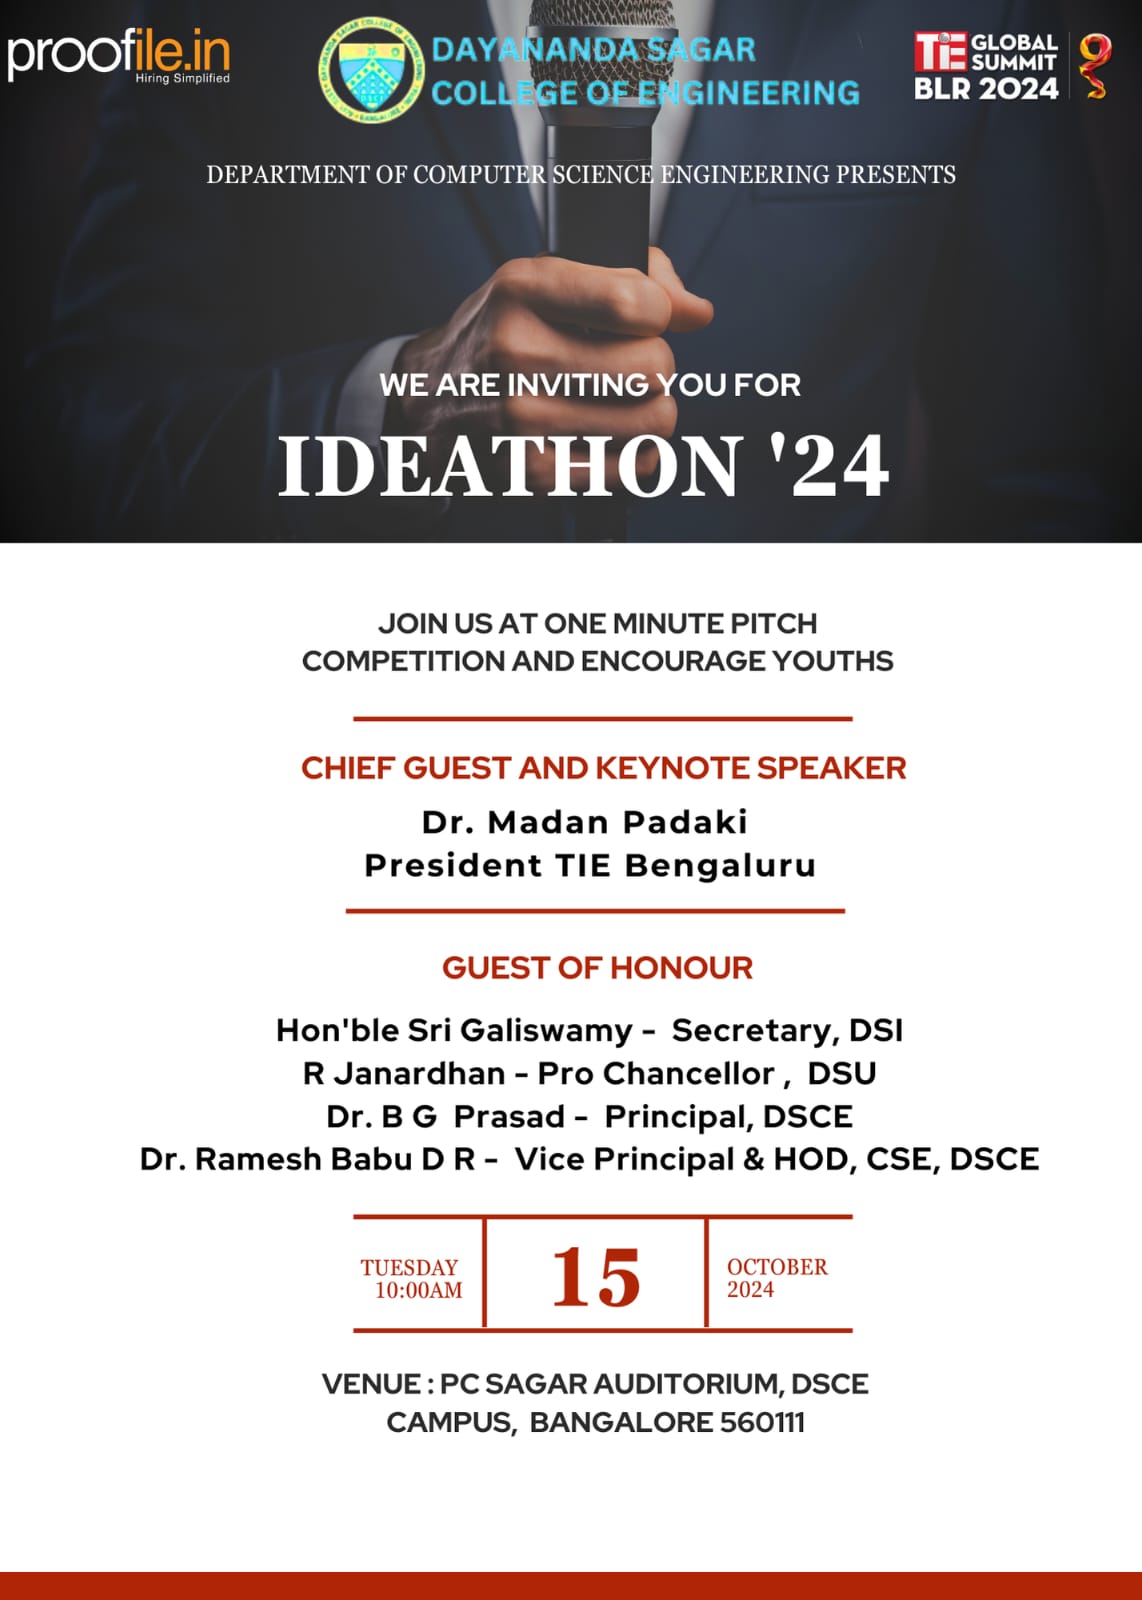 proofile.in
Hiring Simplified
DAYANANDA SAGAR
COLLEGE OF ENGINEERING
TiE GLOBAL
SUMMIT
BLR 2024
DEPARTMENT OF COMPUTER SCIENCE ENGINEERING PRESENTS
WE ARE INVITING YOU FOR
IDEATHON '24
JOIN US AT ONE MINUTE PITCH
COMPETITION AND ENCOURAGE YOUTHS
CHIEF GUEST AND KEYNOTE SPEAKER
Dr. Madan Padaki
President TIE Bengaluru
GUEST OF HONOUR
Hon'ble Sri Galiswamy - Secretary, DSI
R Janardhan - Pro Chancellor , DSU
Dr. B G Prasad - Principal, DSCE
Dr. Ramesh Babu D R - Vice Principal & HOD, CSE, DSCE
TUESDAY
10:00AM
15
OCTOBER
2024
VENUE : PC SAGAR AUDITORIUM, DSCE
CAMPUS, BANGALORE 560111